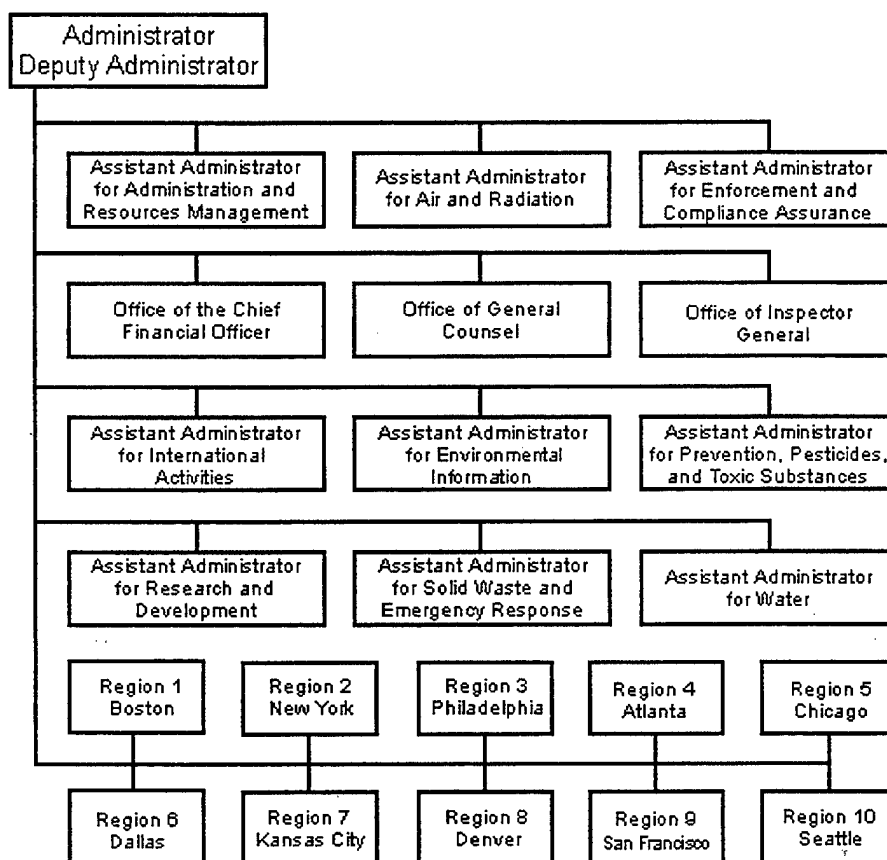 Administrator
Deputy Administrator
Assistant Administrator
for Administration and
Resources Management
Assistant Administrator
for Air and Radiation
Assistant Administrator
for Enforcement and
Compliance Assurance
Office of the Chief
Financial Officer
Office of General
Counsel
Office of Inspector
General
Assistant Administrator
for International
Activities
Assistant Administrator
for Environmental
Information
Assistant Administrator
for Prevention, Pesticides,
and Toxic Substances
Assistant Administrator
for Research and
Development
Assistant Administrator
for Solid Waste and
Emergency Response
Assistant Administrator
for Water
Region 1
Boston
Region 2
New York
Region 3
Philadelphia
Region 4
Atlanta
Region 5
Chicago
Region 6
Dallas
Region 7
Kansas City
Region 8
Denver
Region 9
San Francisco
Region 10
Seattle